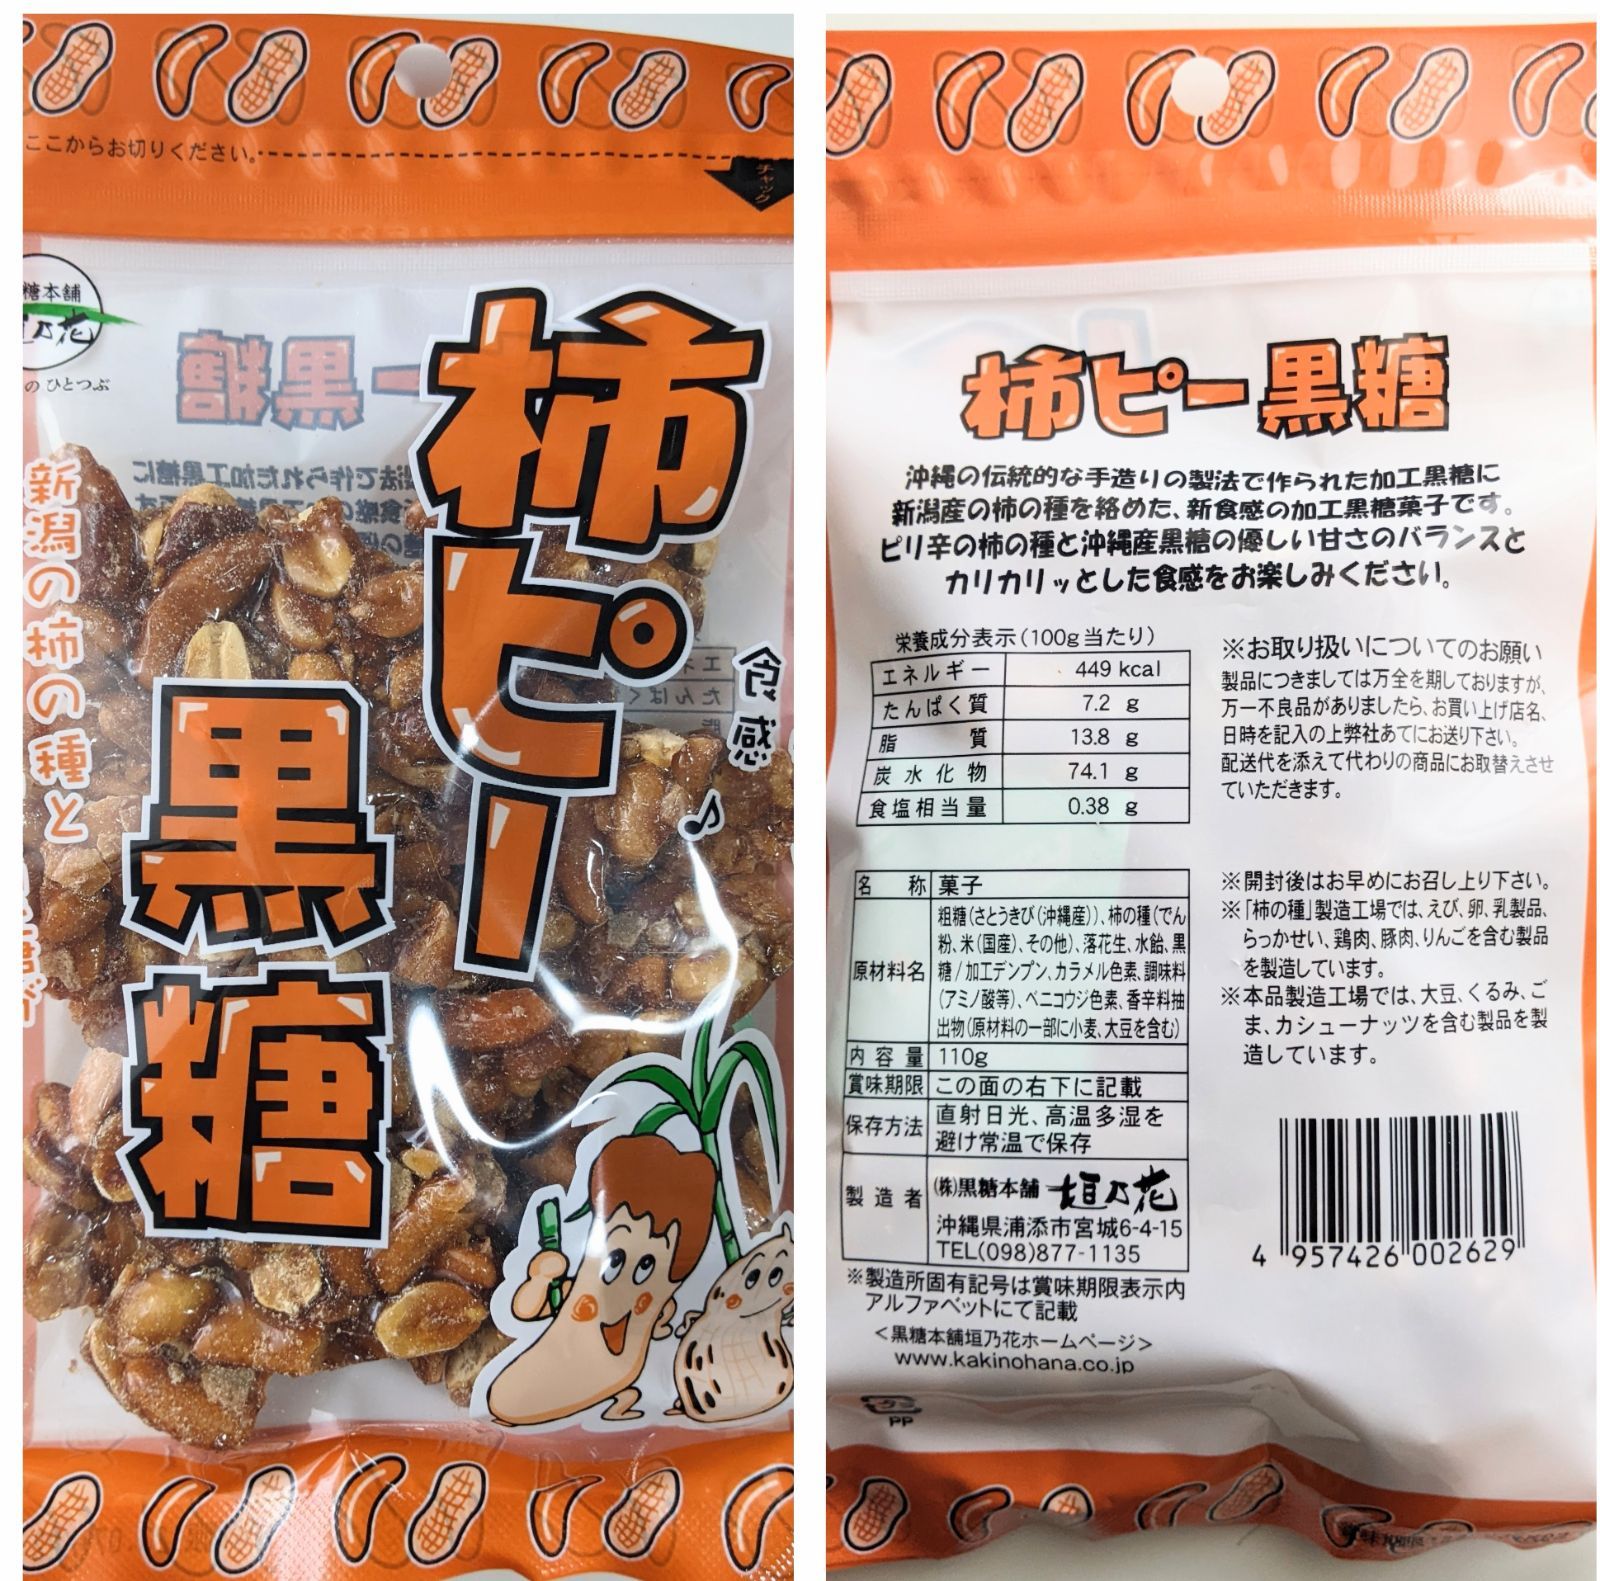 ここからお切りください。
チャック
糖本舗
垣乃花
の ひとつぶ
柿ピー
黒糖
新潟の柿の種と
食感
♪
柿ピー黒糖
沖縄の伝統的な手造りの製法で作られた加工黒糖に
新潟産の柿の種を絡めた、新食感の加工黒糖菓子です。
ピリ辛の柿の種と沖縄産黒糖の優しい甘さのバランスと
カリカリッとした食感をお楽しみください。
栄養成分表示(100g当たり)
エネルギー 449 kcal
たんぱく質 7.2 g
脂質 13.8 g
炭水化物 74.1 g
食塩相当量 0.38 g
※お取り扱いについてのお願い
製品につきましては万全を期しておりますが、
万一不良品がありましたら、お買い上げ店名、
日時を記入の上弊社あてにお送り下さい。
配送代を添えて代わりの商品にお取替えさせ
ていただきます。
名称 菓子
原材料名 粗糖(さとうきび(沖縄産))、柿の種(でん
粉、米(国産)、その他)、落花生、水飴、黒
糖/加工デンプン、カラメル色素、調味料
(アミノ酸等)、ベニコウジ色素、香辛料抽
出物(原材料の一部に小麦、大豆を含む)
内容量 110g
賞味期限 この面の右下に記載
保存方法 直射日光、高温多湿を
避け常温で保存
製造者 (株)黒糖本舗 垣乃花
沖縄県浦添市宮城6-4-15
TEL(098)877-1135
※製造所固有記号は賞味期限表示内
アルファベットにて記載
<黒糖本舗垣乃花ホームページ>
www.kakinohana.co.jp
PP
※開封後はお早めにお召し上り下さい。
※「柿の種」製造工場では、えび、卵、乳製品、
らっかせい、鶏肉、豚肉、りんごを含む製品
を製造しています。
※本品製造工場では、大豆、くるみ、ご
ま、カシューナッツを含む製品を製
造しています。
4 957426 002629
賞味期限